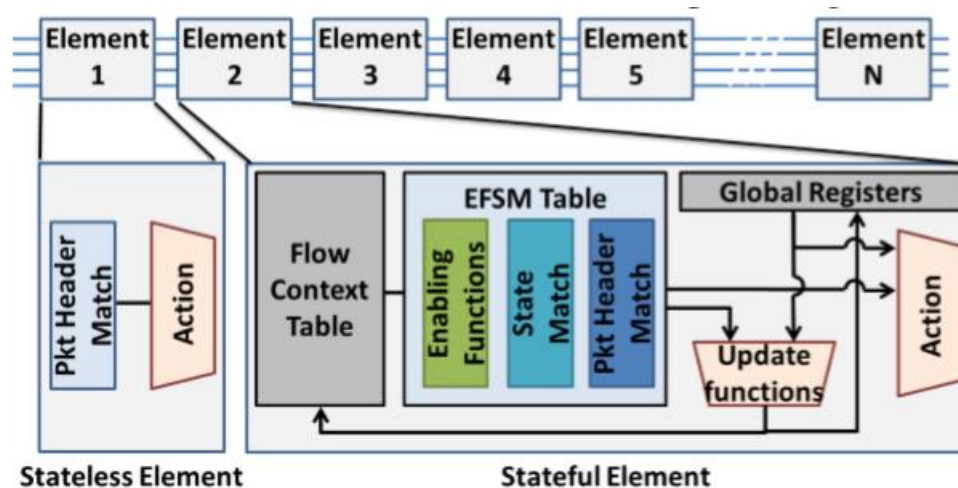 Element 1
Element 2
Element 3
Element 4
Element 5
Element N
Pkt Header Match
Action
Flow Context Table
EFSM Table
Enabling Functions
State Match
Pkt Header Match
Global Registers
Update functions
Action
Stateless Element
Stateful Element